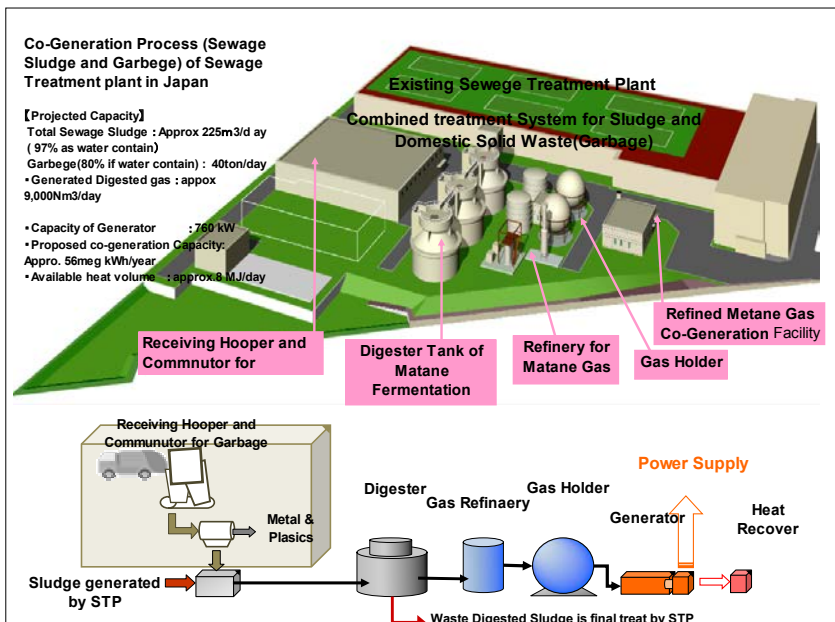 Co-Generation Process (Sewage
Sludge and Garbege) of Sewage
Treatment plant in Japan
【Projected Capacity】
Total Sewage Sludge : Approx 225m3/d ay
( 97% as water contain)
Garbege(80% if water contain) : 40ton/day
・Generated Digested gas : appox
9,000Nm3/day
・Capacity of Generator : 760 kW
・Proposed co-generation Capacity:
Appro. 56meg kWh/year
・Available heat volume : approx.8 MJ/day
Existing Sewege Treatment Plant
Combined treatment System for Sludge and
Domestic Solid Waste(Garbage)
Receiving Hooper and
Commnutor for
Digester Tank of
Matane
Fermentation
Refinery for
Matane Gas
Gas Holder
Refined Metane Gas
Co-Generation Facility
Receiving Hooper and
Communutor for Garbage
Metal &
Plasics
Sludge generated
by STP
Digester
Gas Refinaery
Gas Holder
Generator
Power Supply
Heat
Recover
Waste Digested Sludge is final treat by STP